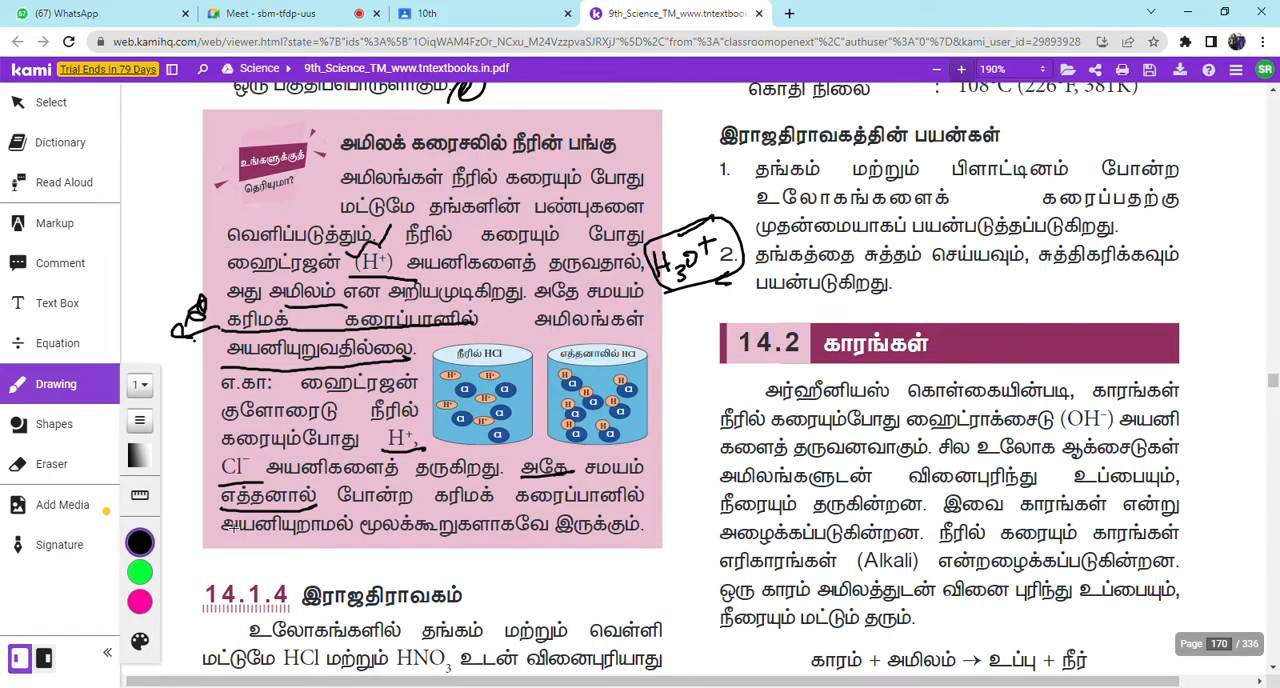 (67) WhatsApp
Meet - sbm-tfdp-uus
10th
9th_Science_TM_www.tntextbook
web.kamihq.com/web/viewer.html?state=%7B"ids"%3A%5B"1OiqWAM4FzOr_NCxu_M24VzzpvaSJRXjJ"%5D%2C"from"%3A"classroomopennext"%2C"authuser"%3A"0"%7D&kami_user_id=29893928
kami
Trial Ends In 79 Days
Science
9th_Science_TM_www.tntextbooks.in.pdf
190%
SR
Select
Dictionary
Read Aloud
Markup
Comment
Text Box
Equation
Drawing
Shapes
Eraser
Add Media
Signature
1
ஒரு பகுதிப்பொருளாகும்.
உங்களுக்குத்
தெரியுமா?
அமிலக் கரைசலில் நீரின் பங்கு
அமிலங்கள் நீரில் கரையும் போது
மட்டுமே தங்களின் பண்புகளை
வெளிப்படுத்தும். நீரில் கரையும் போது
ஹைட்ரஜன் (H⁺) அயனிகளைத் தருவதால்,
அது அமிலம் என அறியமுடிகிறது. அதே சமயம்
கரிமக் கரைப்பானில் அமிலங்கள்
அயனியுறுவதில்லை.
எ.கா: ஹைட்ரஜன்
குளோரைடு நீரில்
கரையும்போது H⁺,
Cl⁻ அயனிகளைத் தருகிறது. அதே சமயம்
எத்தனால் போன்ற கரிமக் கரைப்பானில்
அயனியுறாமல் மூலக்கூறுகளாகவே இருக்கும்.
நீரில் HCl
எத்தனாலில் HCl
H₃O⁺
14.1.4 இராஜதிராவகம்
உலோகங்களில் தங்கம் மற்றும் வெள்ளி
மட்டுமே HCl மற்றும் HNO₃ உடன் வினைபுரியாது
கொதி நிலை : 108°C (226°F, 381K)
இராஜதிராவகத்தின் பயன்கள்
1. தங்கம் மற்றும் பிளாட்டினம் போன்ற
உலோகங்களைக் கரைப்பதற்கு
முதன்மையாகப் பயன்படுத்தப்படுகிறது.
2. தங்கத்தை சுத்தம் செய்யவும், சுத்திகரிக்கவும்
பயன்படுகிறது.
14.2 காரங்கள்
அர்ஹீனியஸ் கொள்கையின்படி, காரங்கள்
நீரில் கரையும்போது ஹைட்ராக்சைடு (OH⁻) அயனி
களைத் தருவனவாகும். சில உலோக ஆக்சைடுகள்
அமிலங்களுடன் வினைபுரிந்து உப்பையும்,
நீரையும் தருகின்றன. இவை காரங்கள் என்று
அழைக்கப்படுகின்றன. நீரில் கரையும் காரங்கள்
எரிகாரங்கள் (Alkali) என்றழைக்கப்படுகின்றன.
ஒரு காரம் அமிலத்துடன் வினை புரிந்து உப்பையும்,
நீரையும் மட்டும் தரும்.
காரம் + அமிலம் → உப்பு + நீர்
Page 170 / 336